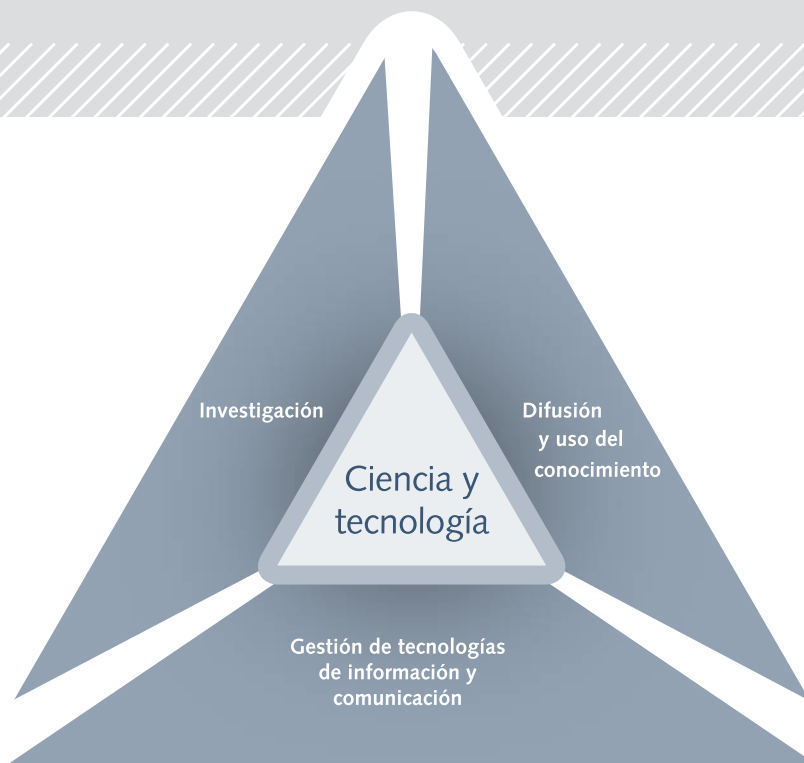 Investigación
Difusión
y uso del
conocimiento
Ciencia y
tecnología
Gestión de tecnologías
de información y
comunicación